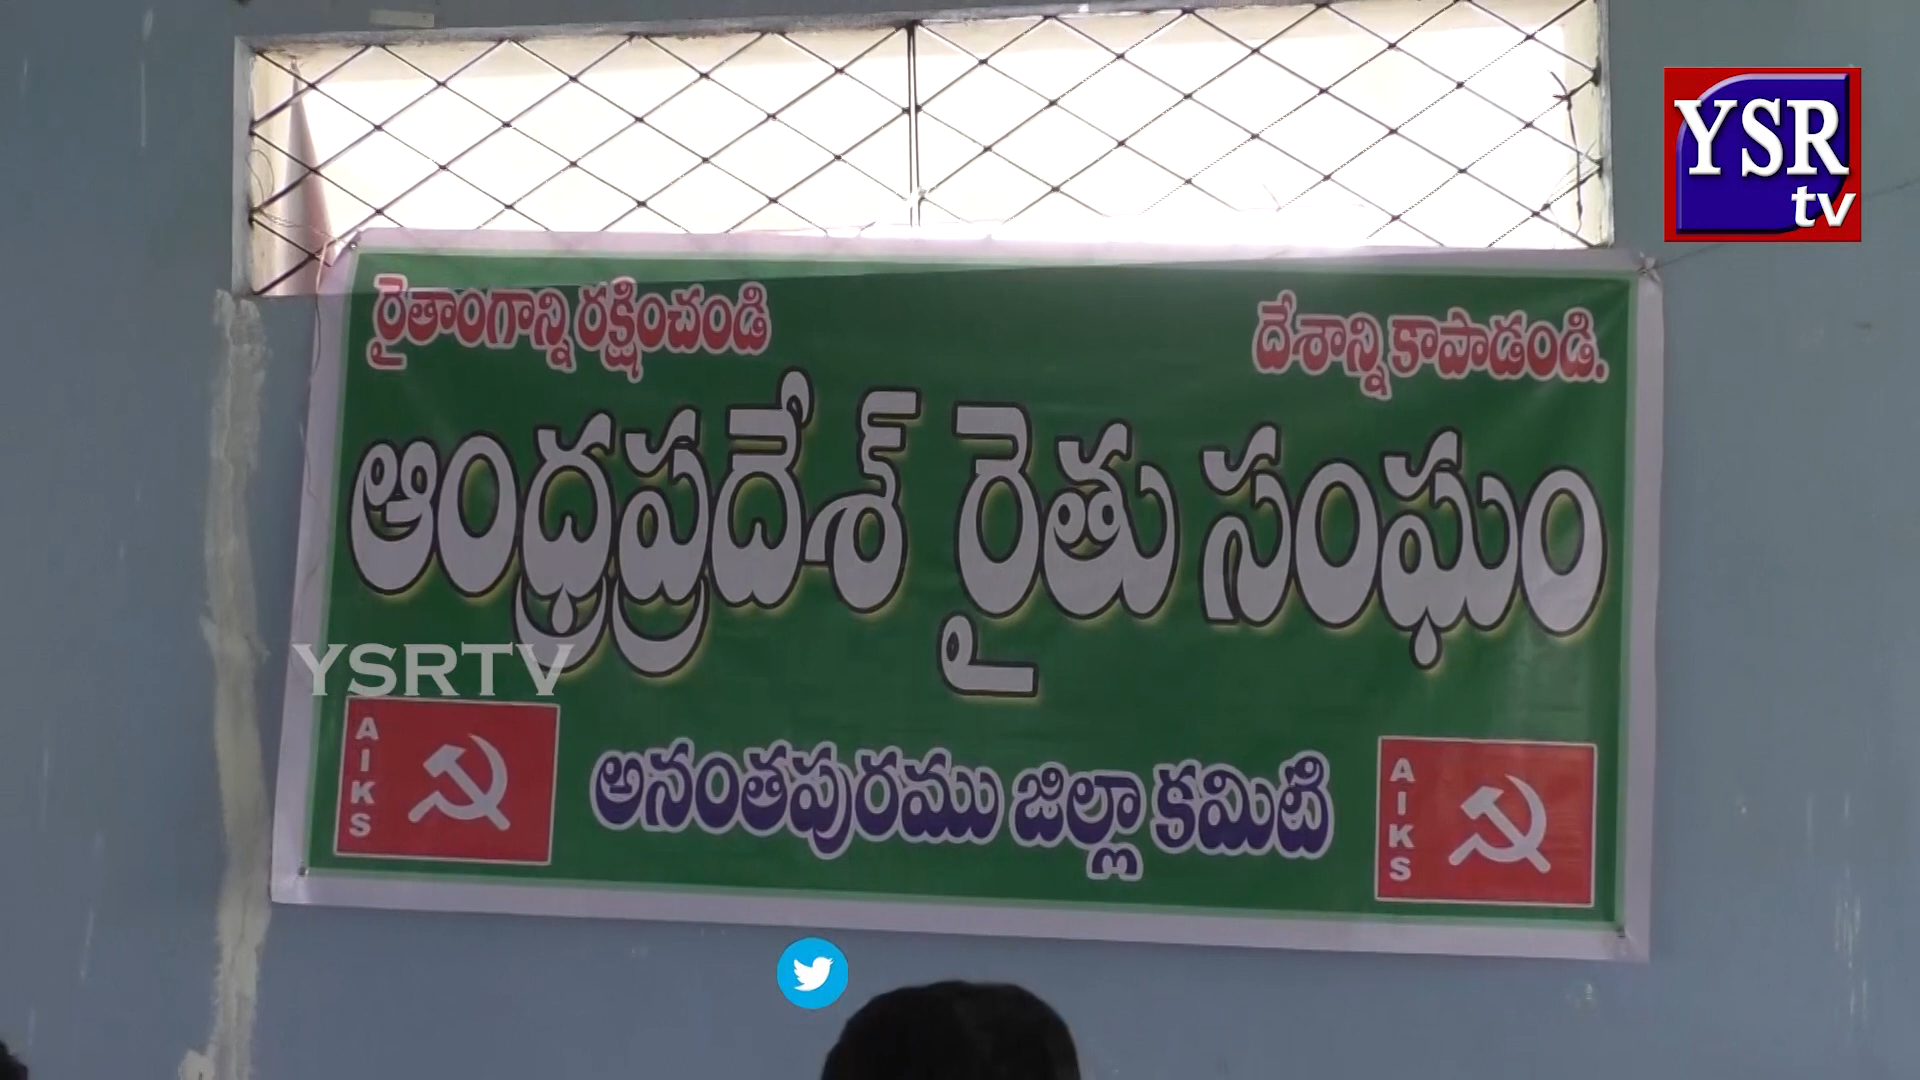 YSR
tv
రైతాంగాన్ని రక్షించండి
దేశాన్ని కాపాడండి.
ఆంధ్రప్రదేశ్ రైతు సంఘం
YSRTV
AIKS
అనంతపురము జిల్లా కమిటి
AIKS